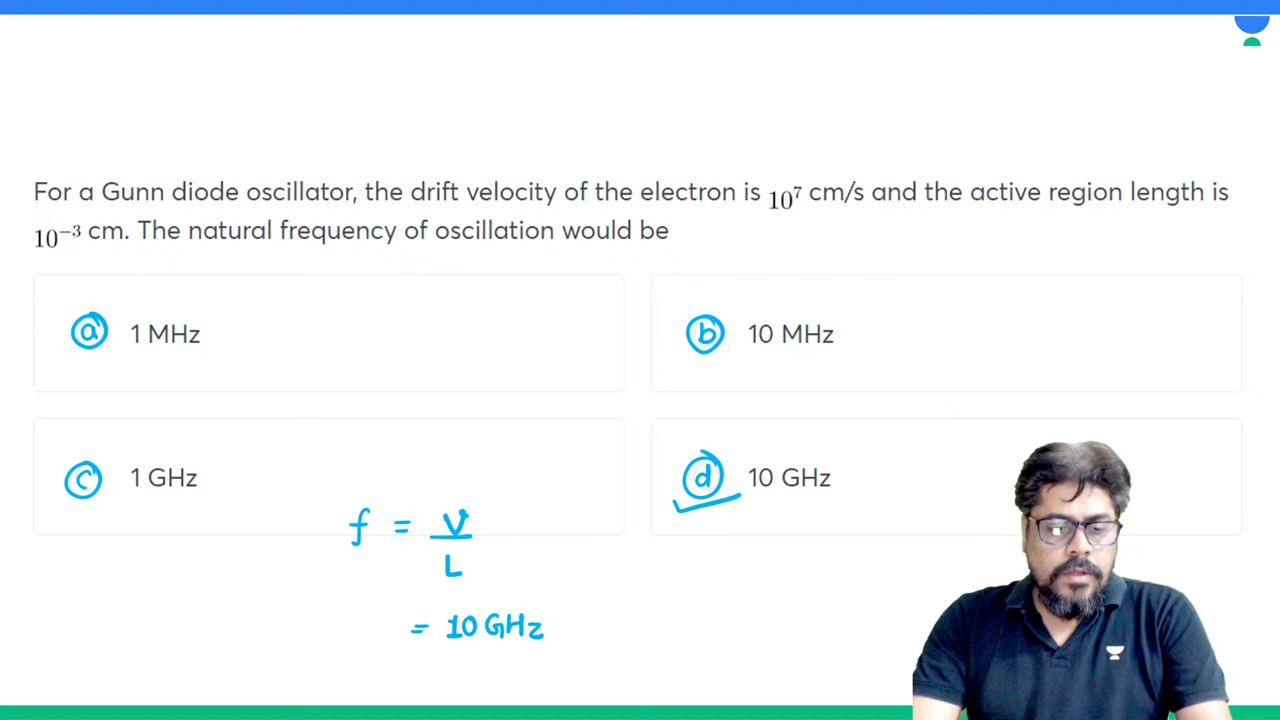 For a Gunn diode oscillator, the drift velocity of the electron is 10⁷ cm/s and the active region length is
10⁻³ cm. The natural frequency of oscillation would be
a 1 MHz
b 10 MHz
c 1 GHz
d 10 GHz
f = v/L
= 10 GHz